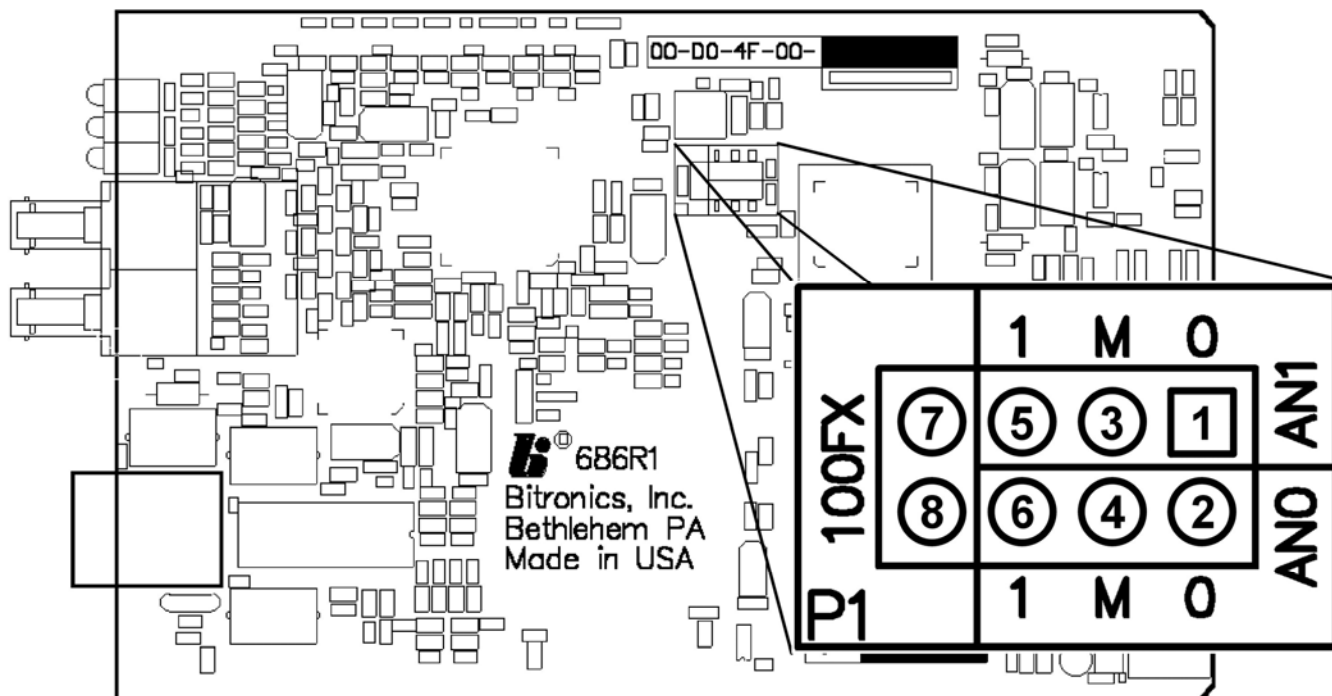 00-D0-4F-00-
1 M 0
100FX
7 5 3 1
AN1
8 6 4 2
AN0
1 M 0
P1
686R1
Bitronics, Inc.
Bethlehem PA
Made in USA